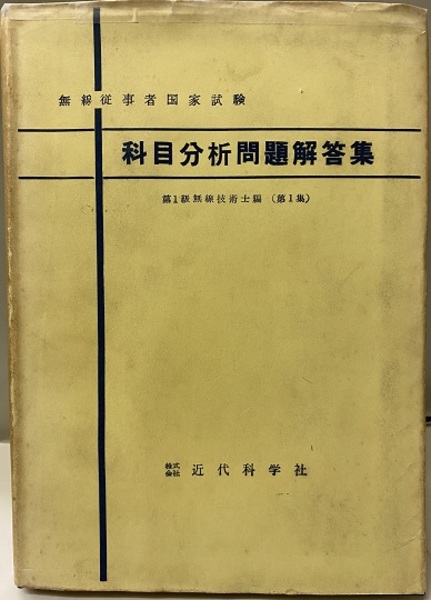 無線従事者国家試験
科目分析問題解答集
第1級無線技術士編（第1集）
株式会社 近代科学社